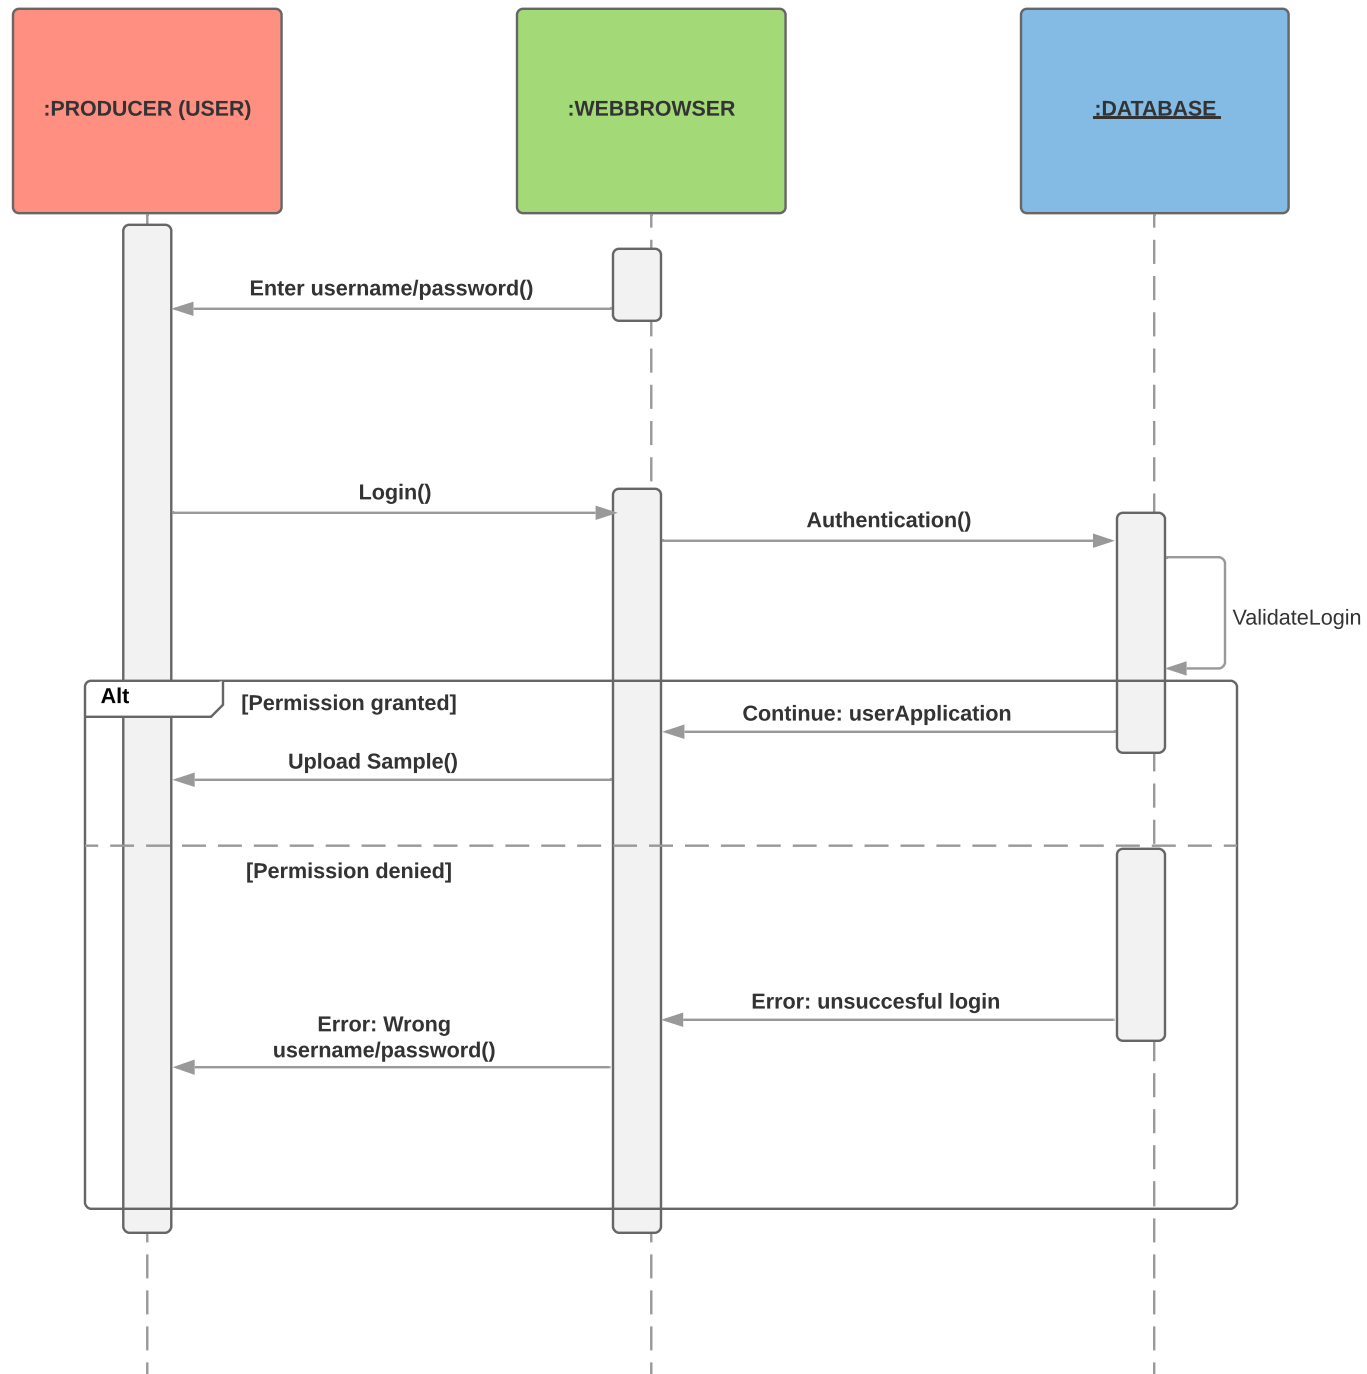 :PRODUCER (USER)
:WEBBROWSER
:DATABASE
Enter username/password()
Login()
Authentication()
ValidateLogin
Alt
[Permission granted]
Continue: userApplication
Upload Sample()
[Permission denied]
Error: unsuccesful login
Error: Wrong
username/password()